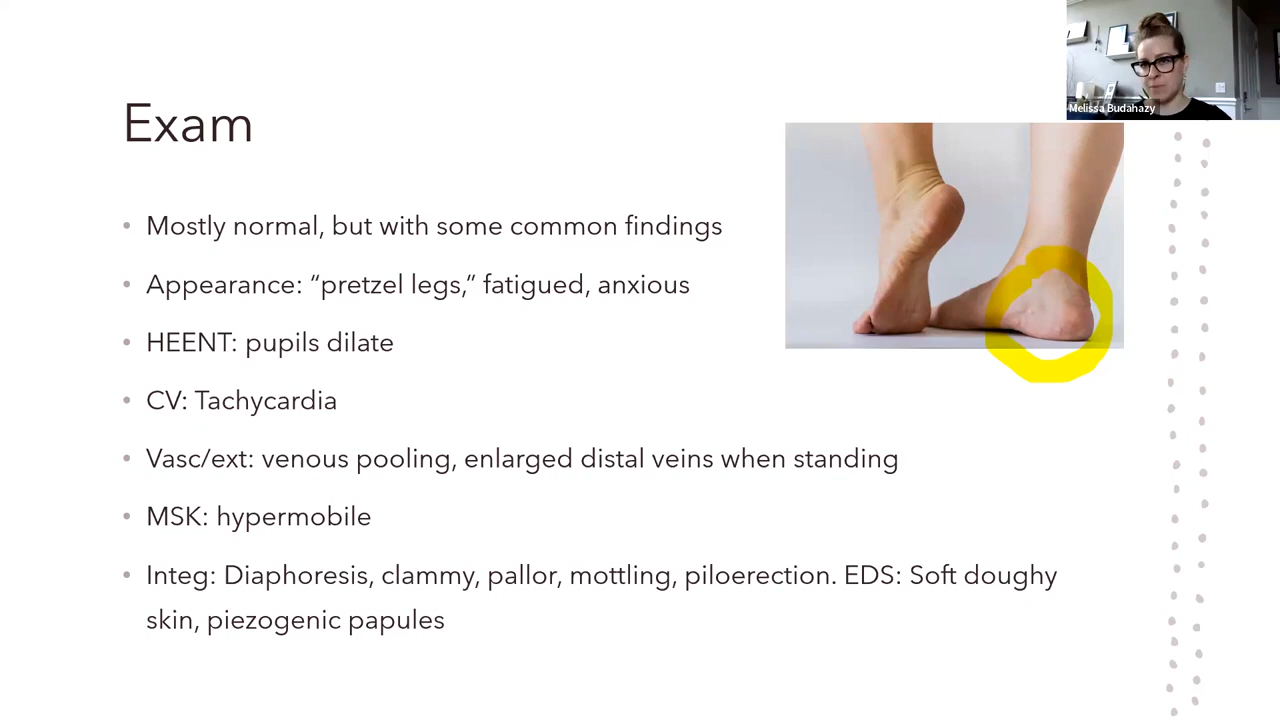 Melissa Budahazy
Exam
• Mostly normal, but with some common findings
• Appearance: “pretzel legs,” fatigued, anxious
• HEENT: pupils dilate
• CV: Tachycardia
• Vasc/ext: venous pooling, enlarged distal veins when standing
• MSK: hypermobile
• Integ: Diaphoresis, clammy, pallor, mottling, piloerection. EDS: Soft doughy
skin, piezogenic papules